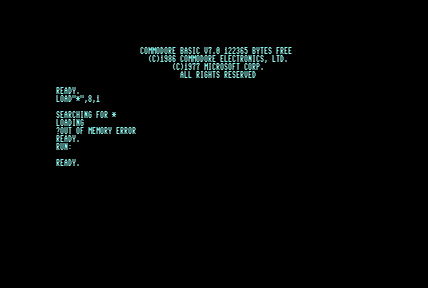 COMMODORE BASIC V7.0 122365 BYTES FREE
(C)1986 COMMODORE ELECTRONICS, LTD.
(C)1977 MICROSOFT CORP.
ALL RIGHTS RESERVED
READY.
LOAD"*",8,1
SEARCHING FOR *
LOADING
?OUT OF MEMORY ERROR
READY.
RUN:
READY.